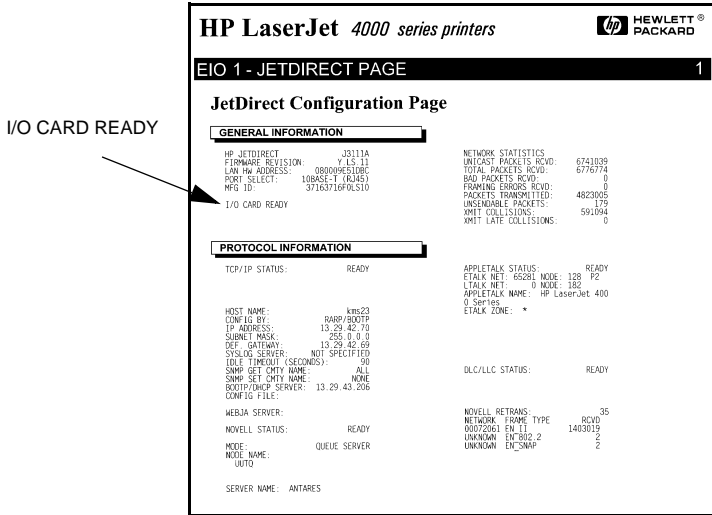 HP LaserJet 4000 series printers
hp HEWLETT® PACKARD
EIO 1 - JETDIRECT PAGE 1
JetDirect Configuration Page
I/O CARD READY
GENERAL INFORMATION
HP JETDIRECT J3111A
FIRMWARE REVISION: Y.LS.11
LAN HW ADDRESS: 080009E51DBC
PORT SELECT: 10BASE-T (RJ45)
MFG ID: 37163716F0LS10
I/O CARD READY
NETWORK STATISTICS
UNICAST PACKETS RCVD: 6741039
TOTAL PACKETS RCVD: 6776774
BAD PACKETS RCVD: 0
FRAMING ERRORS RCVD: 0
PACKETS TRANSMITTED: 4823005
UNSENDABLE PACKETS: 179
XMIT COLLISIONS: 591094
XMIT LATE COLLISIONS: 0
PROTOCOL INFORMATION
TCP/IP STATUS: READY
HOST NAME: kms23
CONFIG BY: RARP/BOOTP
IP ADDRESS: 13.29.42.70
SUBNET MASK: 255.0.0.0
DEF. GATEWAY: 13.29.42.69
SYSLOG SERVER: NOT SPECIFIED
IDLE TIMEOUT (SECONDS): 90
SNMP GET CMTY NAME: ALL
SNMP SET CMTY NAME: NONE
BOOTP/DHCP SERVER: 13.29.43.206
CONFIG FILE:
WEBJA SERVER:
NOVELL STATUS: READY
MODE: QUEUE SERVER
NODE NAME:
UUTQ
SERVER NAME: ANTARES
APPLETALK STATUS: READY
ETALK NET: 65281 NODE: 128 P2
LTALK NET: 0 NODE: 182
APPLETALK NAME: HP LaserJet 400
0 Series
ETALK ZONE: *
DLC/LLC STATUS: READY
NOVELL RETRANS: 35
NETWORK FRAME TYPE RCVD
00072061 EN_II 1403019
UNKNOWN EN_802.2 2
UNKNOWN EN_SNAP 2